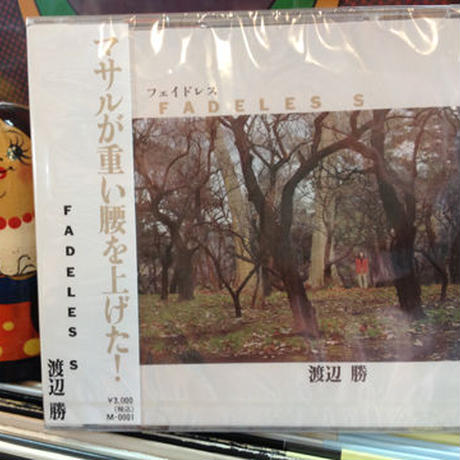 マサルが重い腰を上げた！
FADELES S
渡辺 勝
¥3,000
(税込)
M-0001
フェイドレス
FADELES S
渡辺 勝